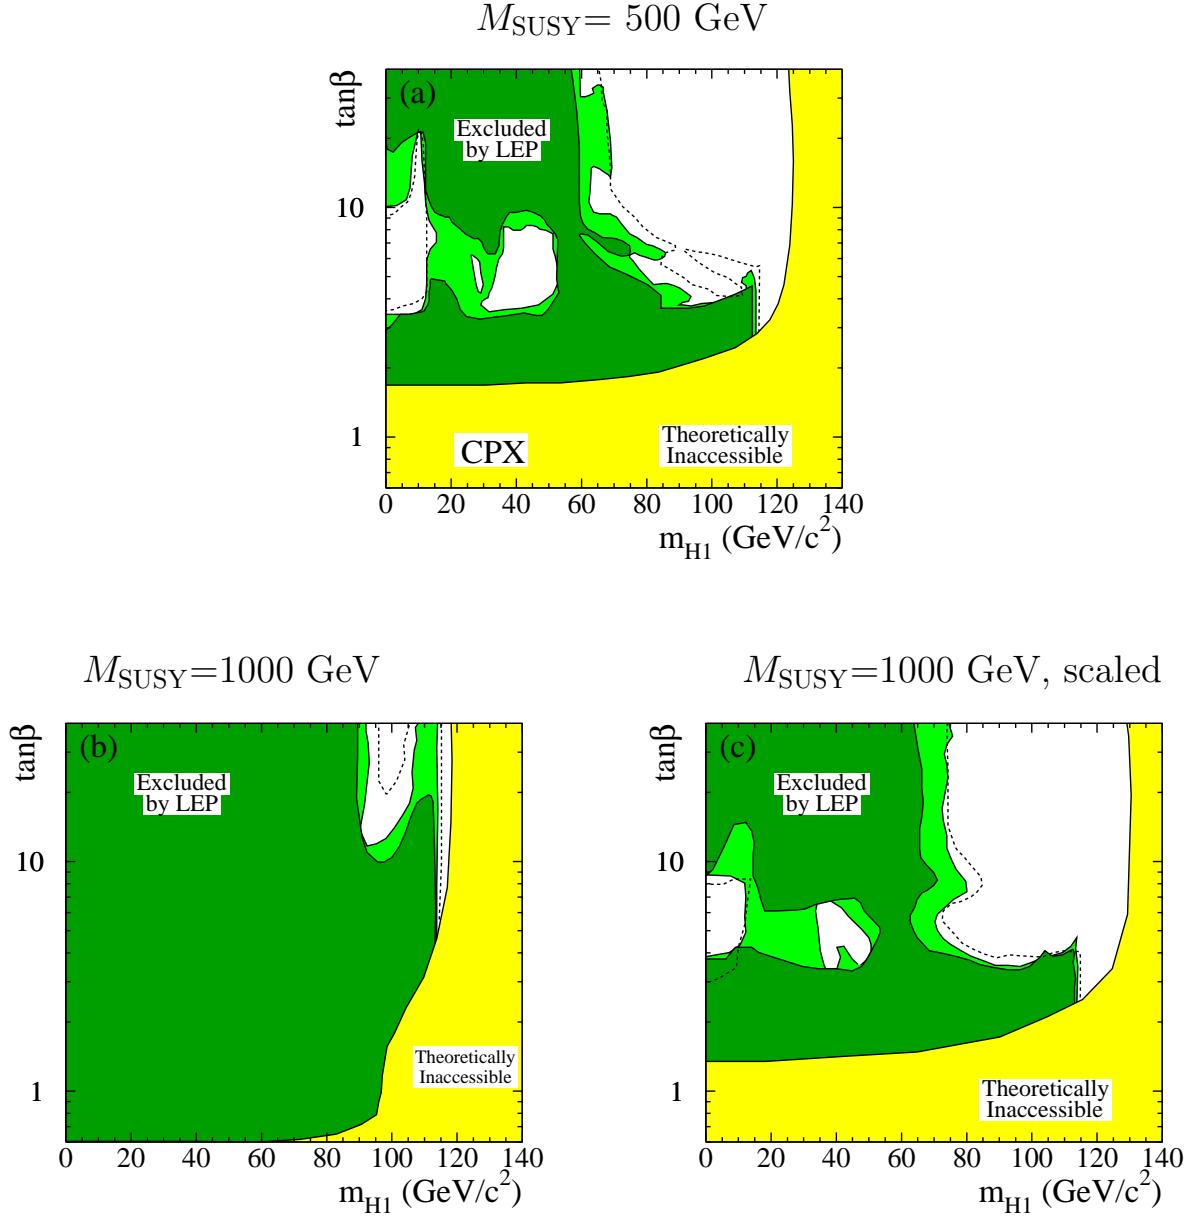 M_SUSY= 500 GeV
tanβ
(a)
Excluded
by LEP
10
1
CPX
Theoretically
Inaccessible
0 20 40 60 80 100 120 140
m_H1 (GeV/c²)
M_SUSY=1000 GeV
tanβ
(b)
Excluded
by LEP
10
1
Theoretically
Inaccessible
0 20 40 60 80 100 120 140
m_H1 (GeV/c²)
M_SUSY=1000 GeV, scaled
tanβ
(c)
Excluded
by LEP
10
1
Theoretically
Inaccessible
0 20 40 60 80 100 120 140
m_H1 (GeV/c²)